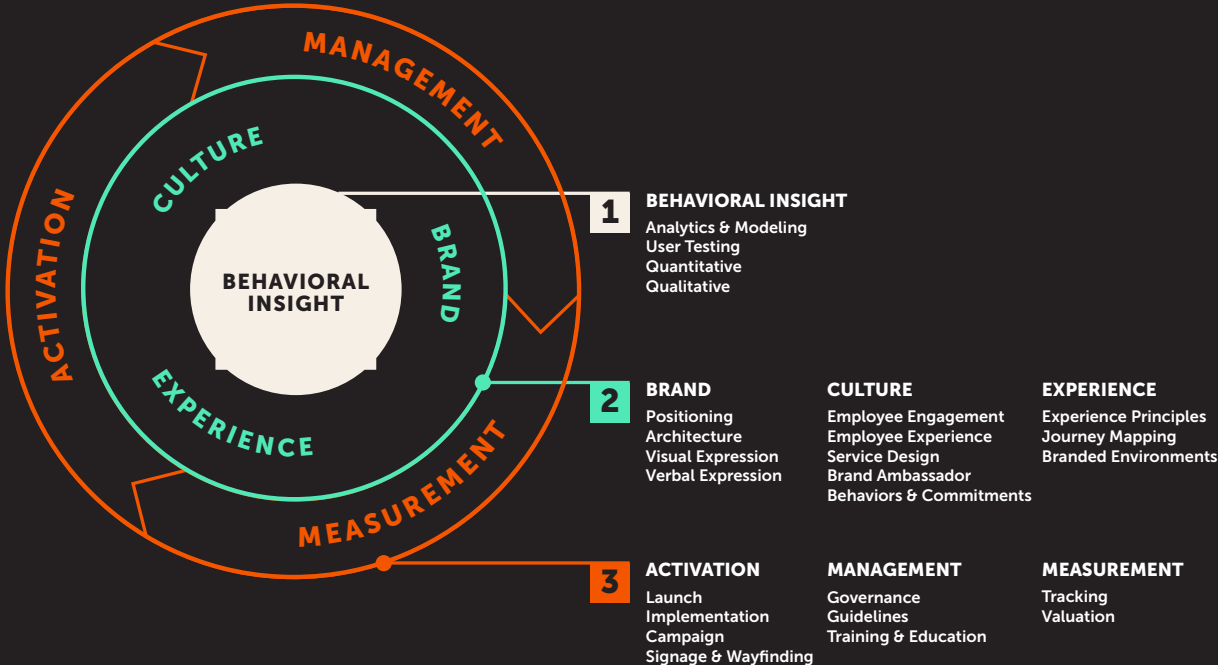 MANAGEMENT
CULTURE
ACTIVATION
BRAND
BEHAVIORAL
INSIGHT
EXPERIENCE
MEASUREMENT
1
BEHAVIORAL INSIGHT
Analytics & Modeling
User Testing
Quantitative
Qualitative
2
BRAND
Positioning
Architecture
Visual Expression
Verbal Expression
CULTURE
Employee Engagement
Employee Experience
Service Design
Brand Ambassador
Behaviors & Commitments
EXPERIENCE
Experience Principles
Journey Mapping
Branded Environments
3
ACTIVATION
Launch
Implementation
Campaign
Signage & Wayfinding
MANAGEMENT
Governance
Guidelines
Training & Education
MEASUREMENT
Tracking
Valuation